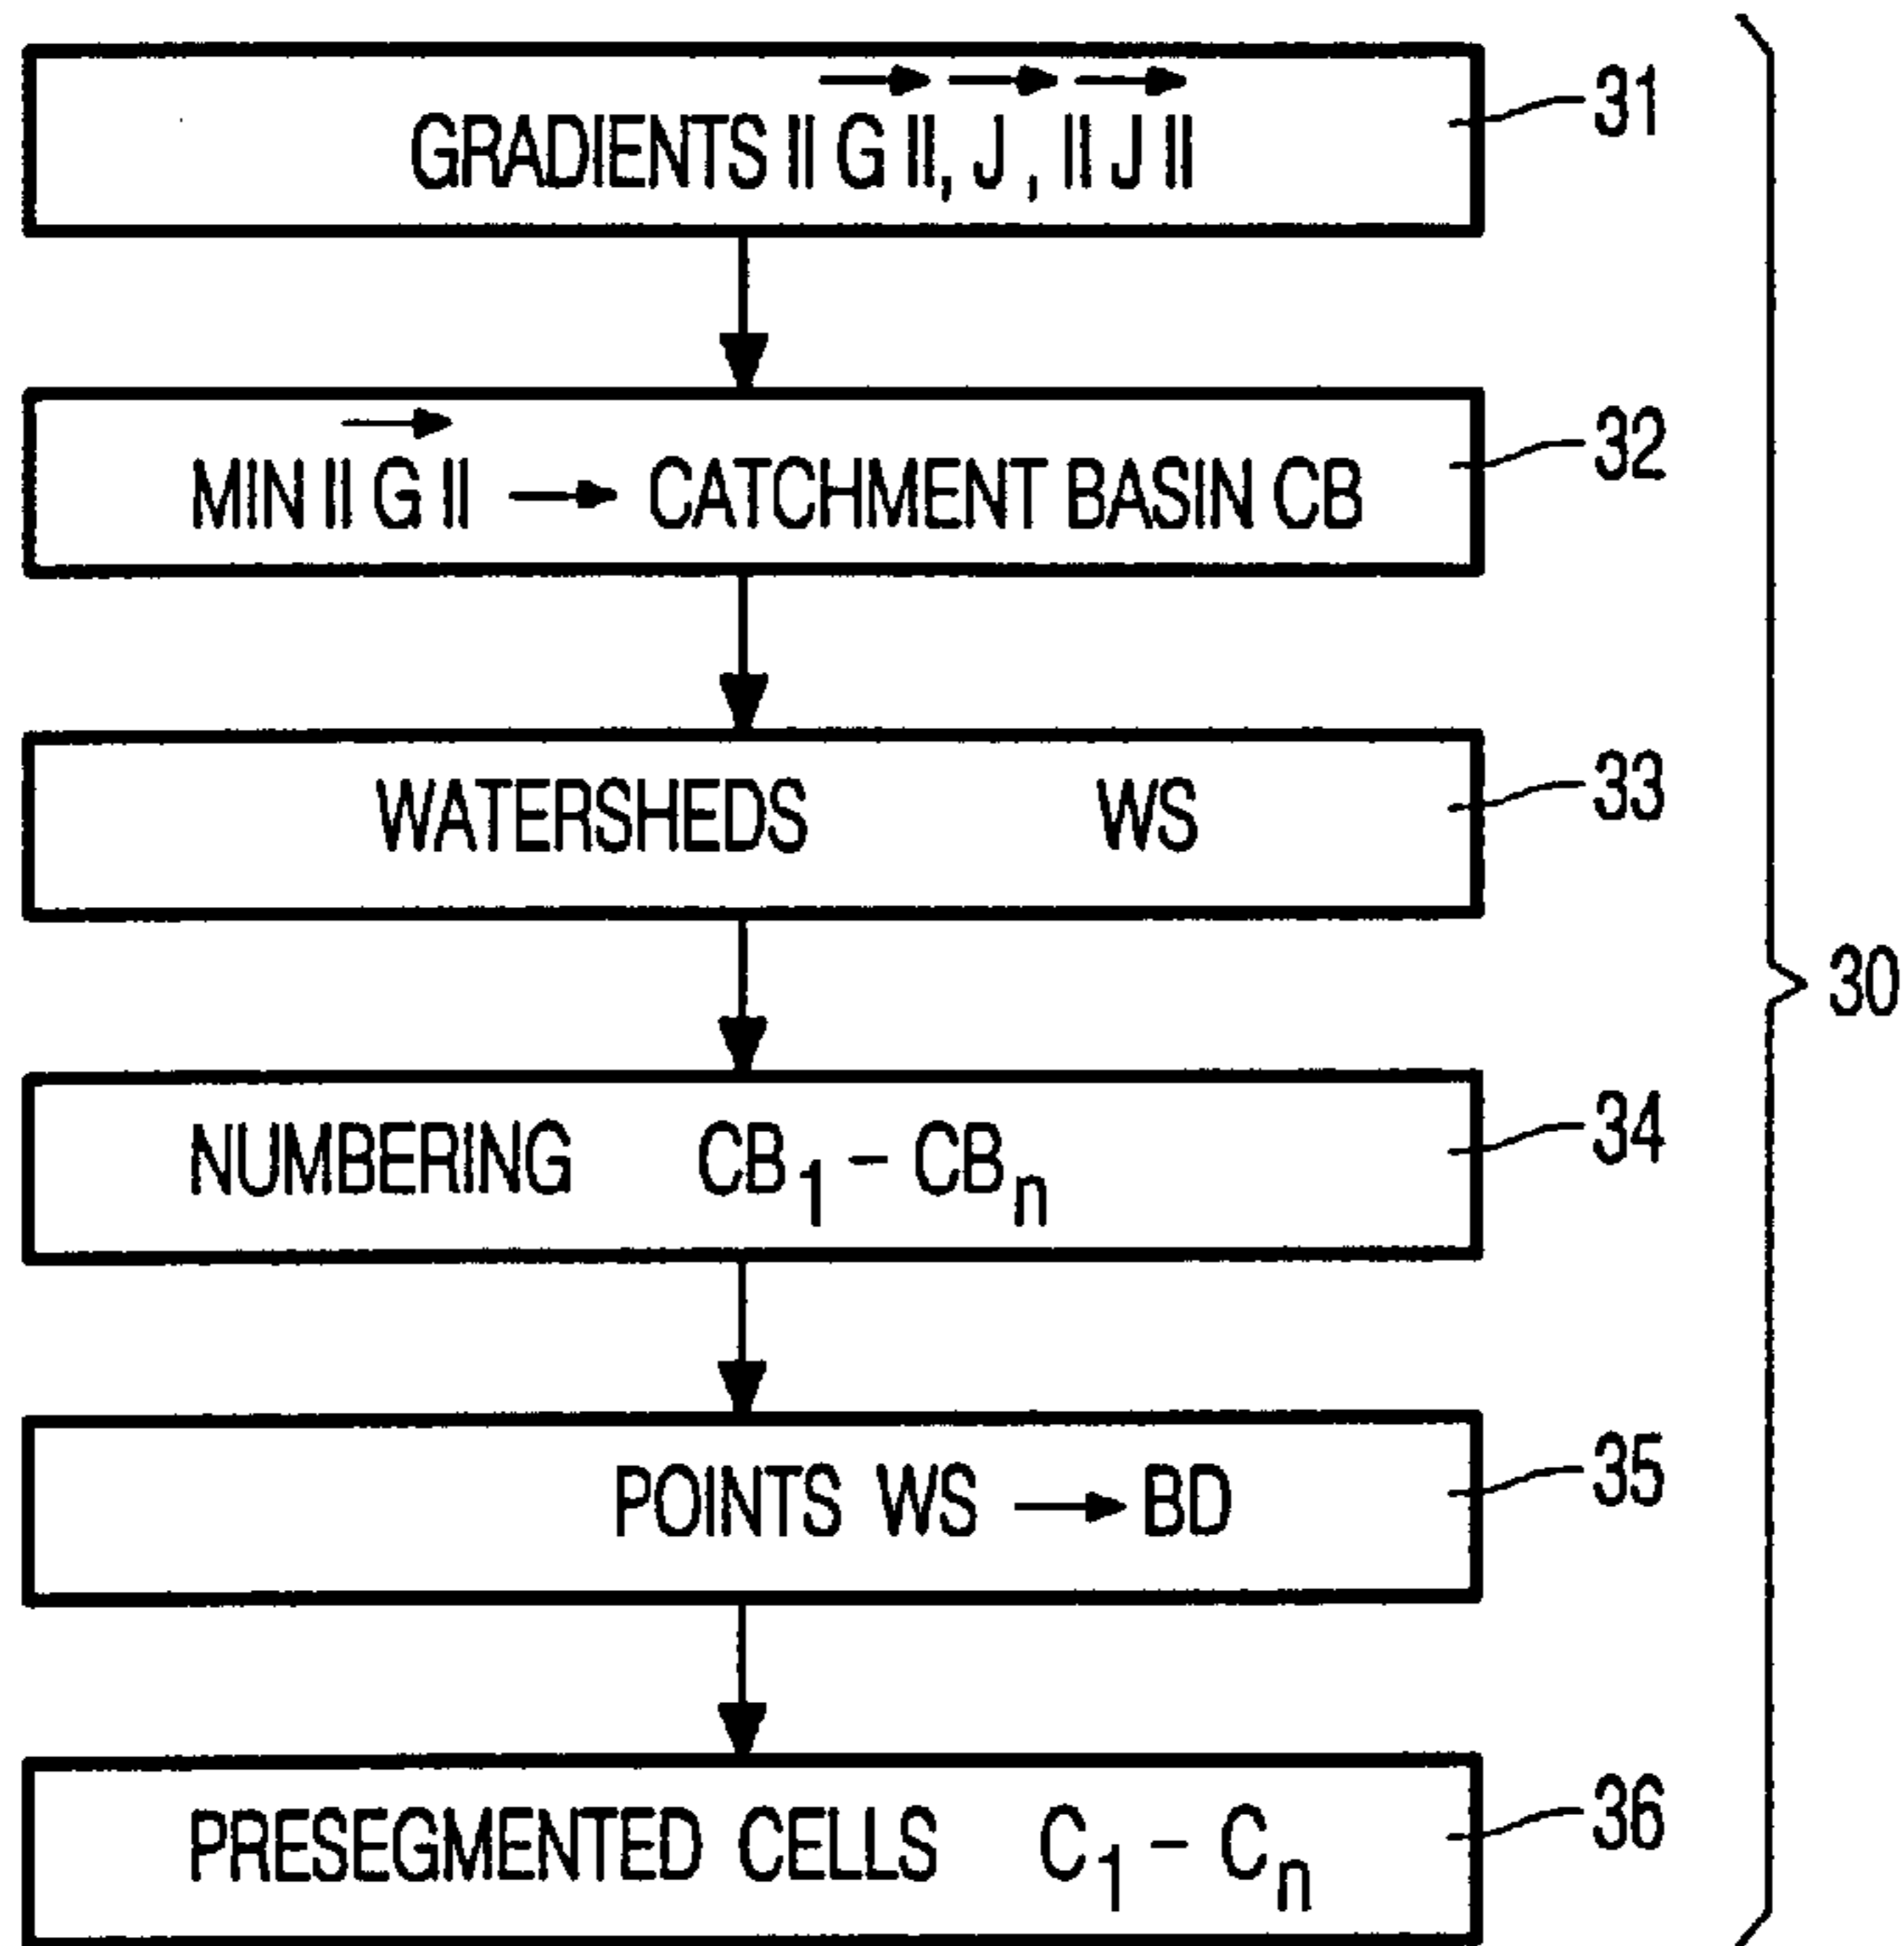 GRADIENTS || G⃗ ||, J⃗ , || J⃗ || 31
MIN || G⃗ || → CATCHMENT BASIN CB 32
WATERSHEDS WS 33
30
NUMBERING CB₁ – CBₙ 34
POINTS WS → BD 35
PRESEGMENTED CELLS C₁ – Cₙ 36